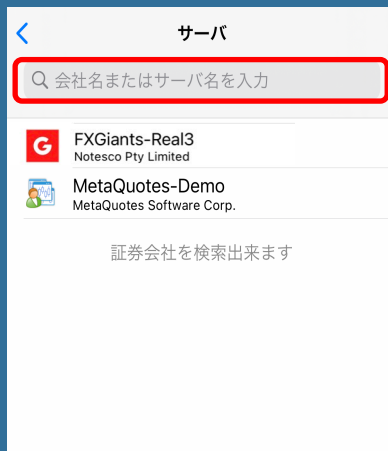 サーバ
会社名またはサーバ名を入力
G
FXGiants-Real3
Notesco Pty Limited
MetaQuotes-Demo
MetaQuotes Software Corp.
証券会社を検索出来ます